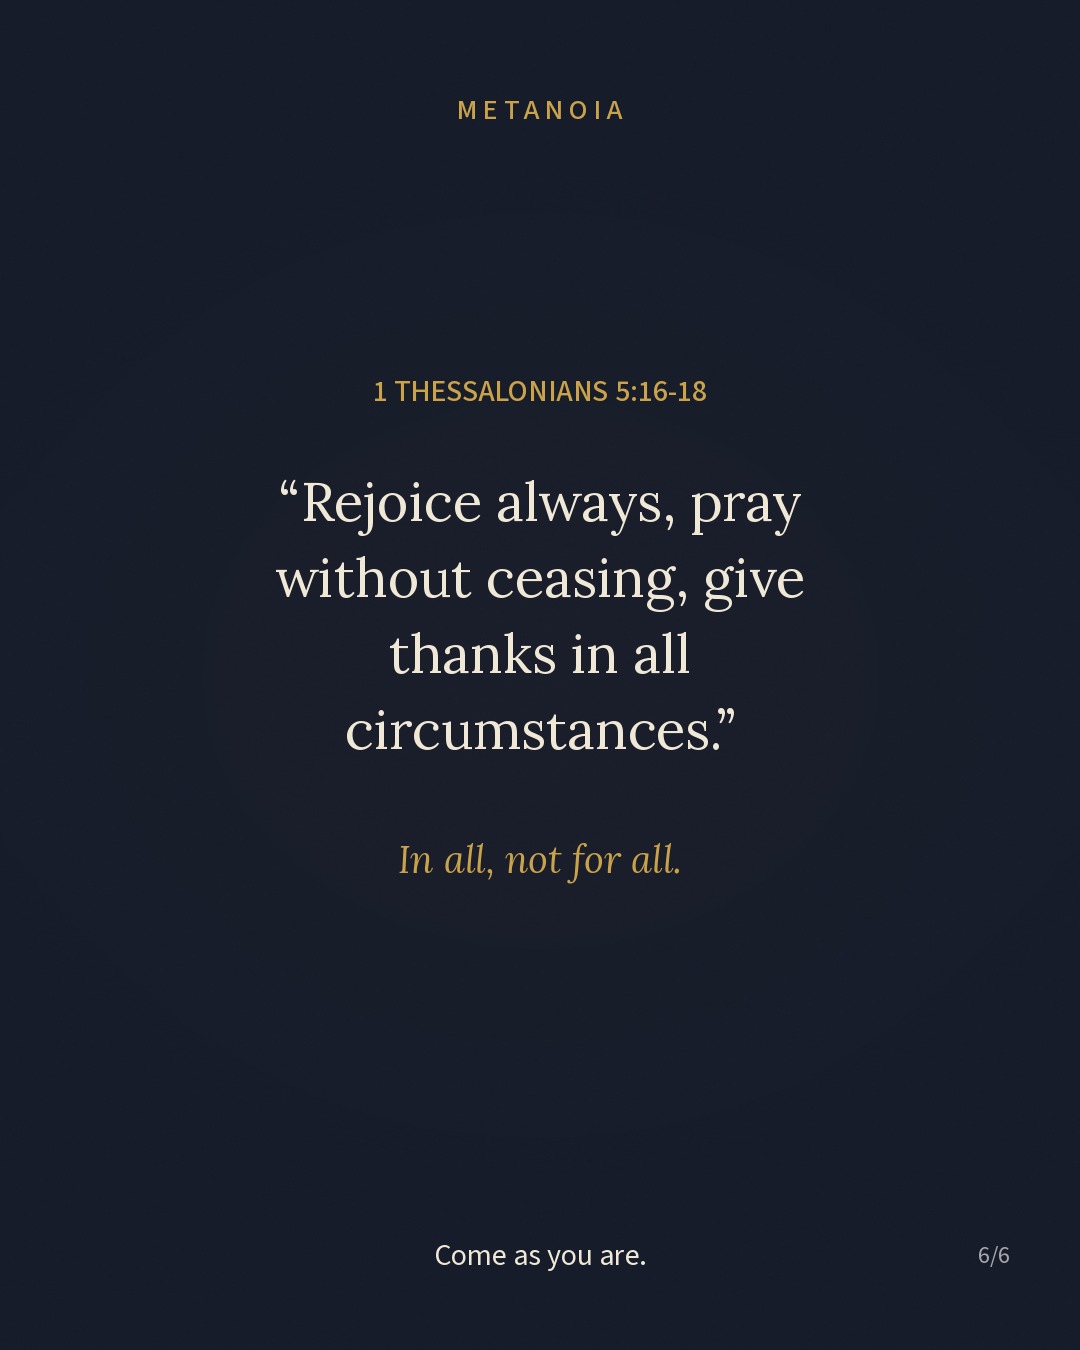 METANOIA
1 THESSALONIANS 5:16-18
“Rejoice always, pray
without ceasing, give
thanks in all
circumstances.”
In all, not for all.
Come as you are.
6/6